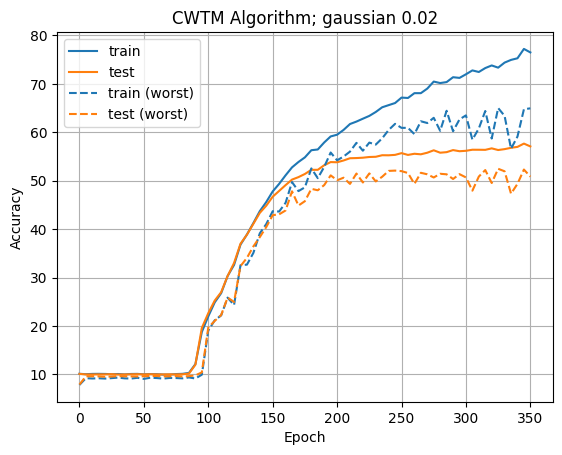 CWTM Algorithm; gaussian 0.02
train
test
train (worst)
test (worst)
Accuracy
80
70
60
50
40
30
20
10
0
50
100
150
200
250
300
350
Epoch